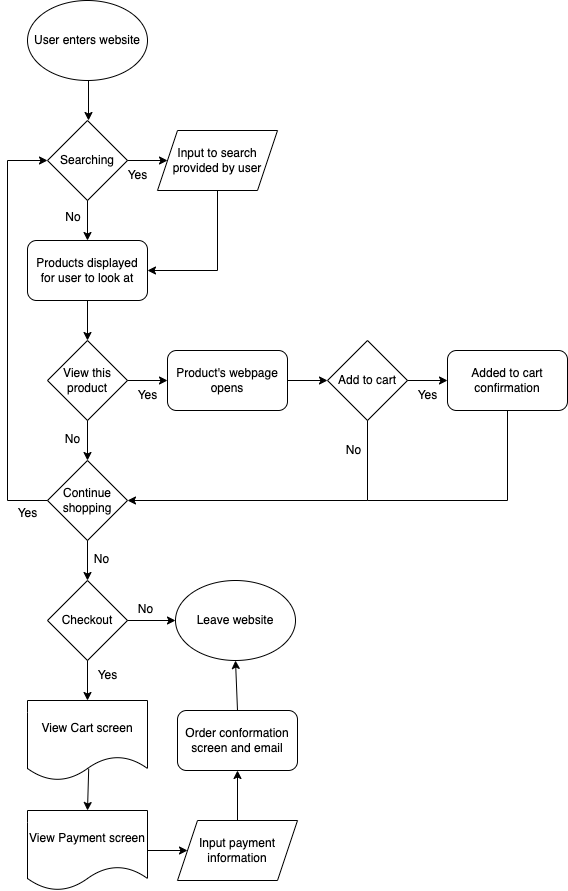 User enters website
Searching
Yes
Input to search
provided by user
No
Products displayed
for user to look at
View this
product
Yes
Product's webpage
opens
Add to cart
Yes
Added to cart
confirmation
No
No
Continue
shopping
Yes
No
Checkout
No
Leave website
Yes
View Cart screen
Order conformation
screen and email
View Payment screen
Input payment
information